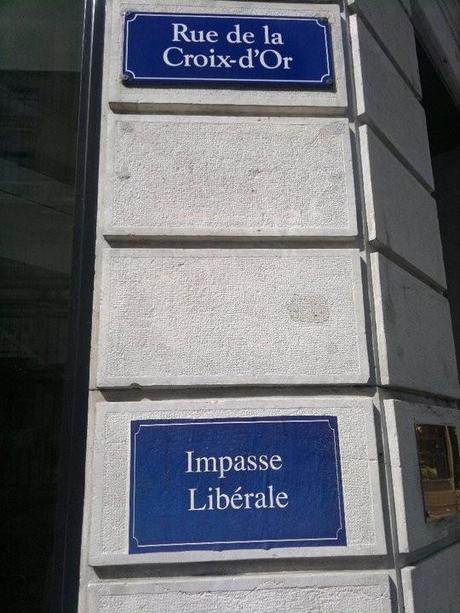 Rue de la
Croix-d'Or
Impasse
Libérale